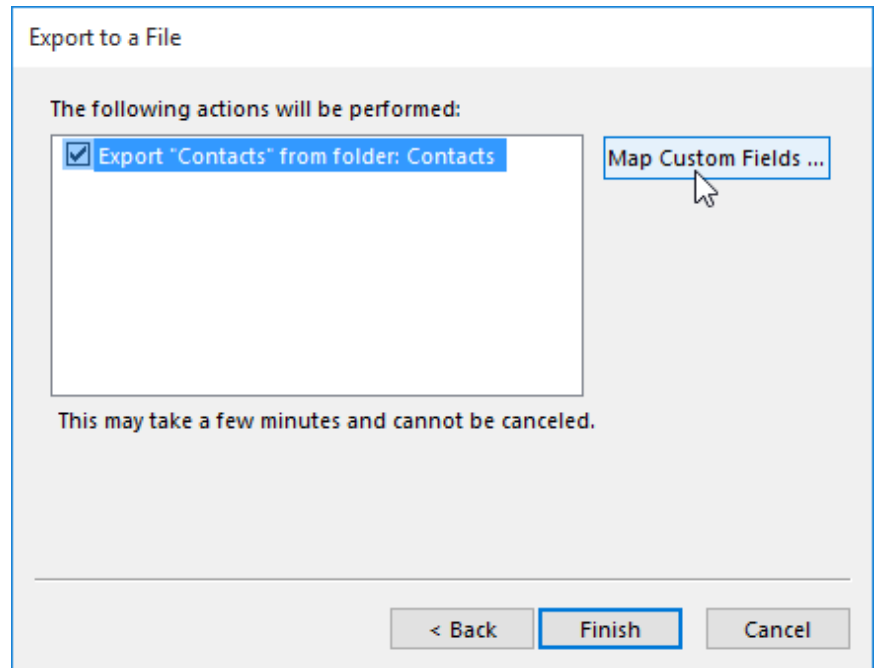 Export to a File
The following actions will be performed:
Export "Contacts" from folder: Contacts
Map Custom Fields ...
This may take a few minutes and cannot be canceled.
< Back
Finish
Cancel